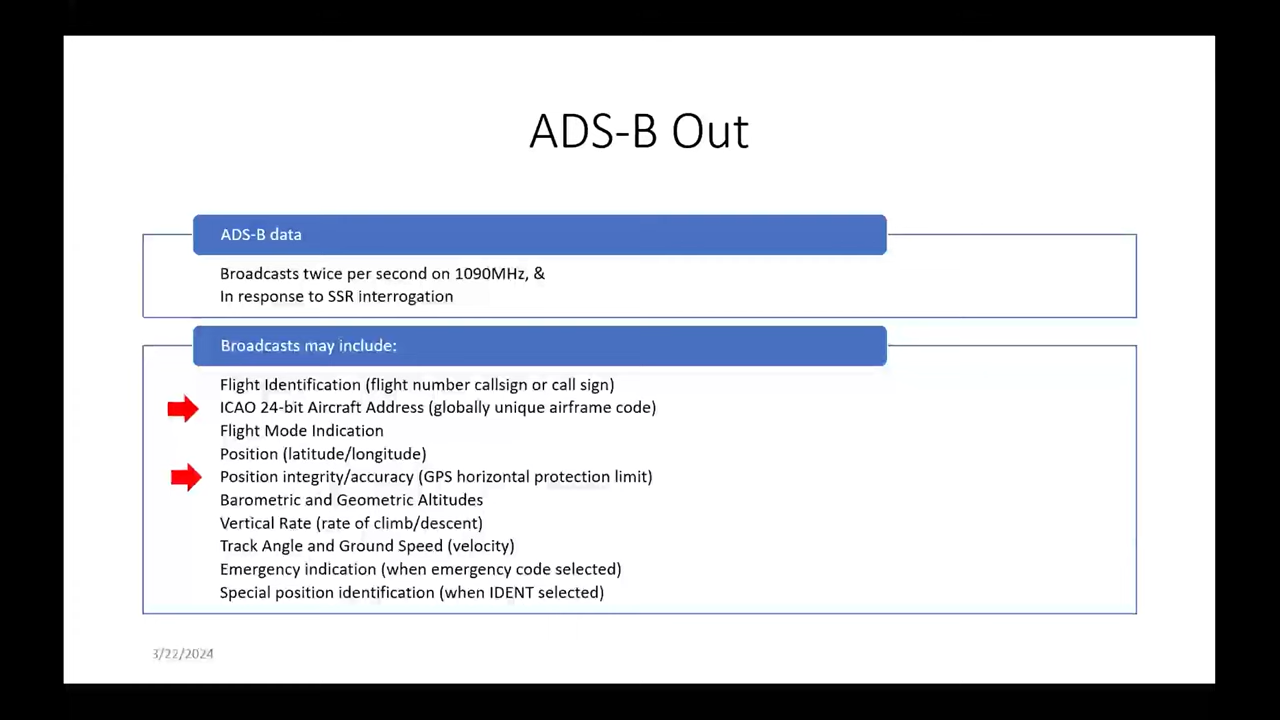 ADS-B Out
ADS-B data
Broadcasts twice per second on 1090MHz, &
In response to SSR interrogation
Broadcasts may include:
Flight Identification (flight number callsign or call sign)
ICAO 24-bit Aircraft Address (globally unique airframe code)
Flight Mode Indication
Position (latitude/longitude)
Position integrity/accuracy (GPS horizontal protection limit)
Barometric and Geometric Altitudes
Vertical Rate (rate of climb/descent)
Track Angle and Ground Speed (velocity)
Emergency indication (when emergency code selected)
Special position identification (when IDENT selected)
3/22/2024